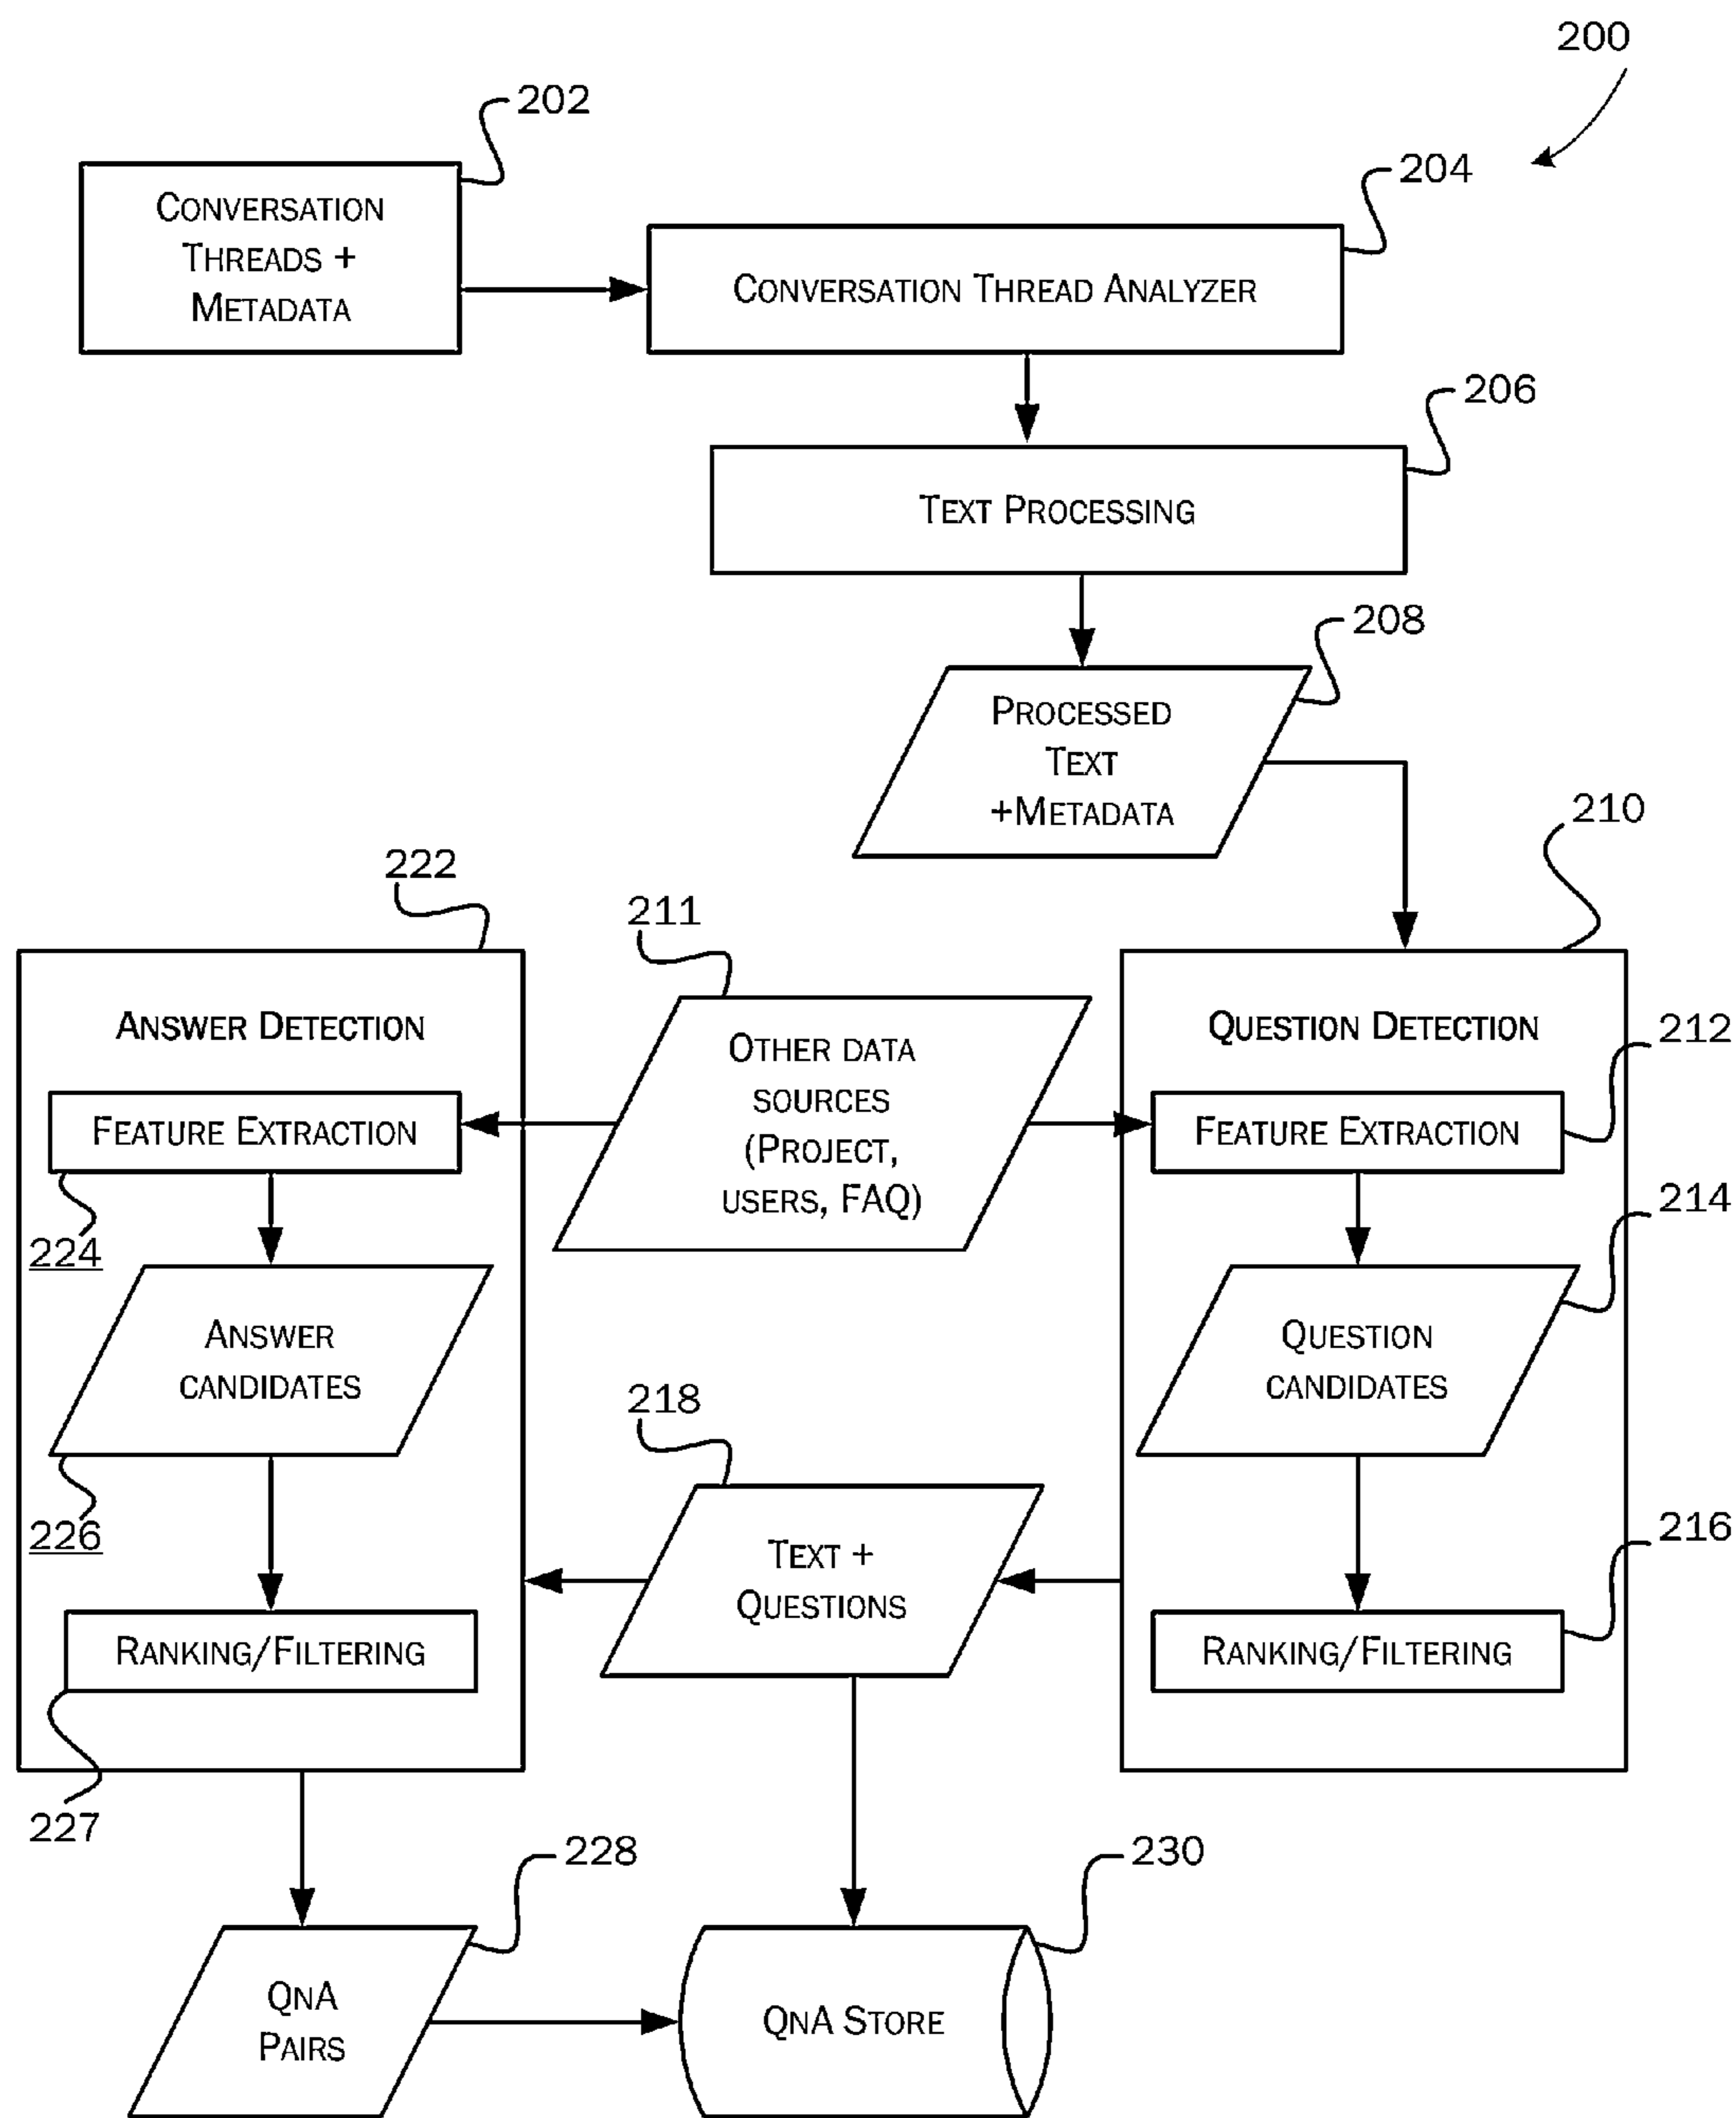 200
202
204
CONVERSATION
THREADS +
METADATA
CONVERSATION THREAD ANALYZER
206
TEXT PROCESSING
208
PROCESSED
TEXT
+METADATA
210
222
211
ANSWER DETECTION
QUESTION DETECTION
212
OTHER DATA
SOURCES
(PROJECT,
USERS, FAQ)
FEATURE EXTRACTION
FEATURE EXTRACTION
214
224
ANSWER
CANDIDATES
QUESTION
CANDIDATES
218
216
226
TEXT +
QUESTIONS
RANKING/FILTERING
RANKING/FILTERING
227
228
230
QNA
PAIRS
QNA STORE